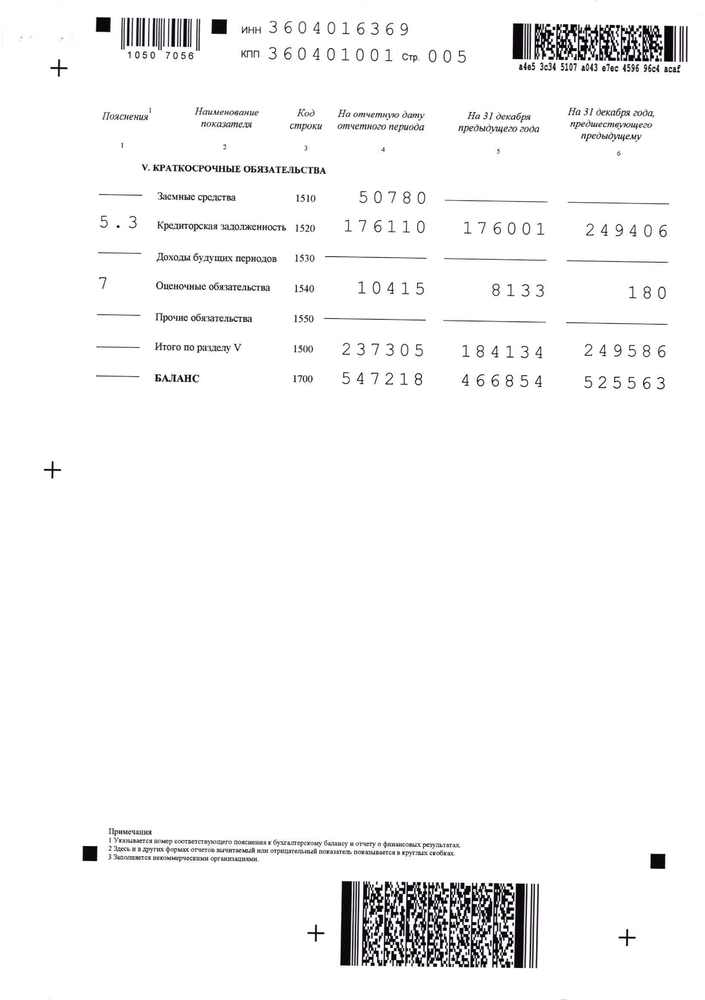 ИНН 3604016369
1050 7056
КПП 360401001 Стр. 005
a4e5 3c34 5107 a043 e7ec 4596 96c4 acaf
Пояснения1 Наименование показателя Код строки На отчетную дату отчетного периода На 31 декабря предыдущего года На 31 декабря года, предшествующего предыдущему
1 2 3 4 5 6
V. КРАТКОСРОЧНЫЕ ОБЯЗАТЕЛЬСТВА
Заемные средства 1510 50780
5.3 Кредиторская задолженность 1520 176110 176001 249406
Доходы будущих периодов 1530
7 Оценочные обязательства 1540 10415 8133 180
Прочие обязательства 1550
Итого по разделу V 1500 237305 184134 249586
БАЛАНС 1700 547218 466854 525563
Примечания
1 Указывается номер соответствующего пояснения к бухгалтерскому балансу и отчету о финансовых результатах.
2 Здесь и в других формах отчетов вычитаемый или отрицательный показатель показывается в круглых скобках.
3 Заполняется некоммерческими организациями.